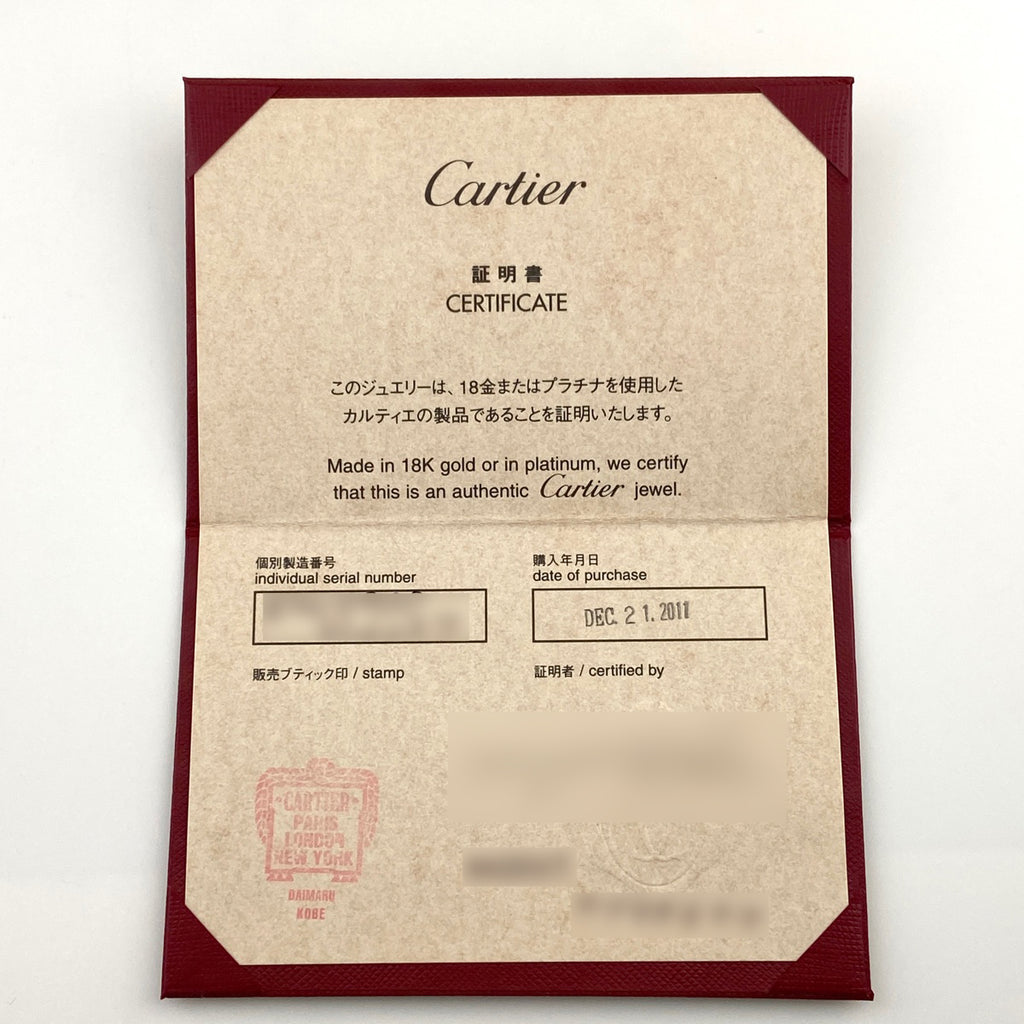 Cartier
証明書
CERTIFICATE
このジュエリーは、18金またはプラチナを使用した
カルティエの製品であることを証明いたします。
Made in 18K gold or in platinum, we certify
that this is an authentic Cartier jewel.
個別製造番号
individual serial number
購入年月日
date of purchase
DEC. 21. 2011
販売ブティック印 / stamp
証明者 / certified by
CARTIER
PARIS
LONDON
NEW YORK
DAIMARU
KOBE